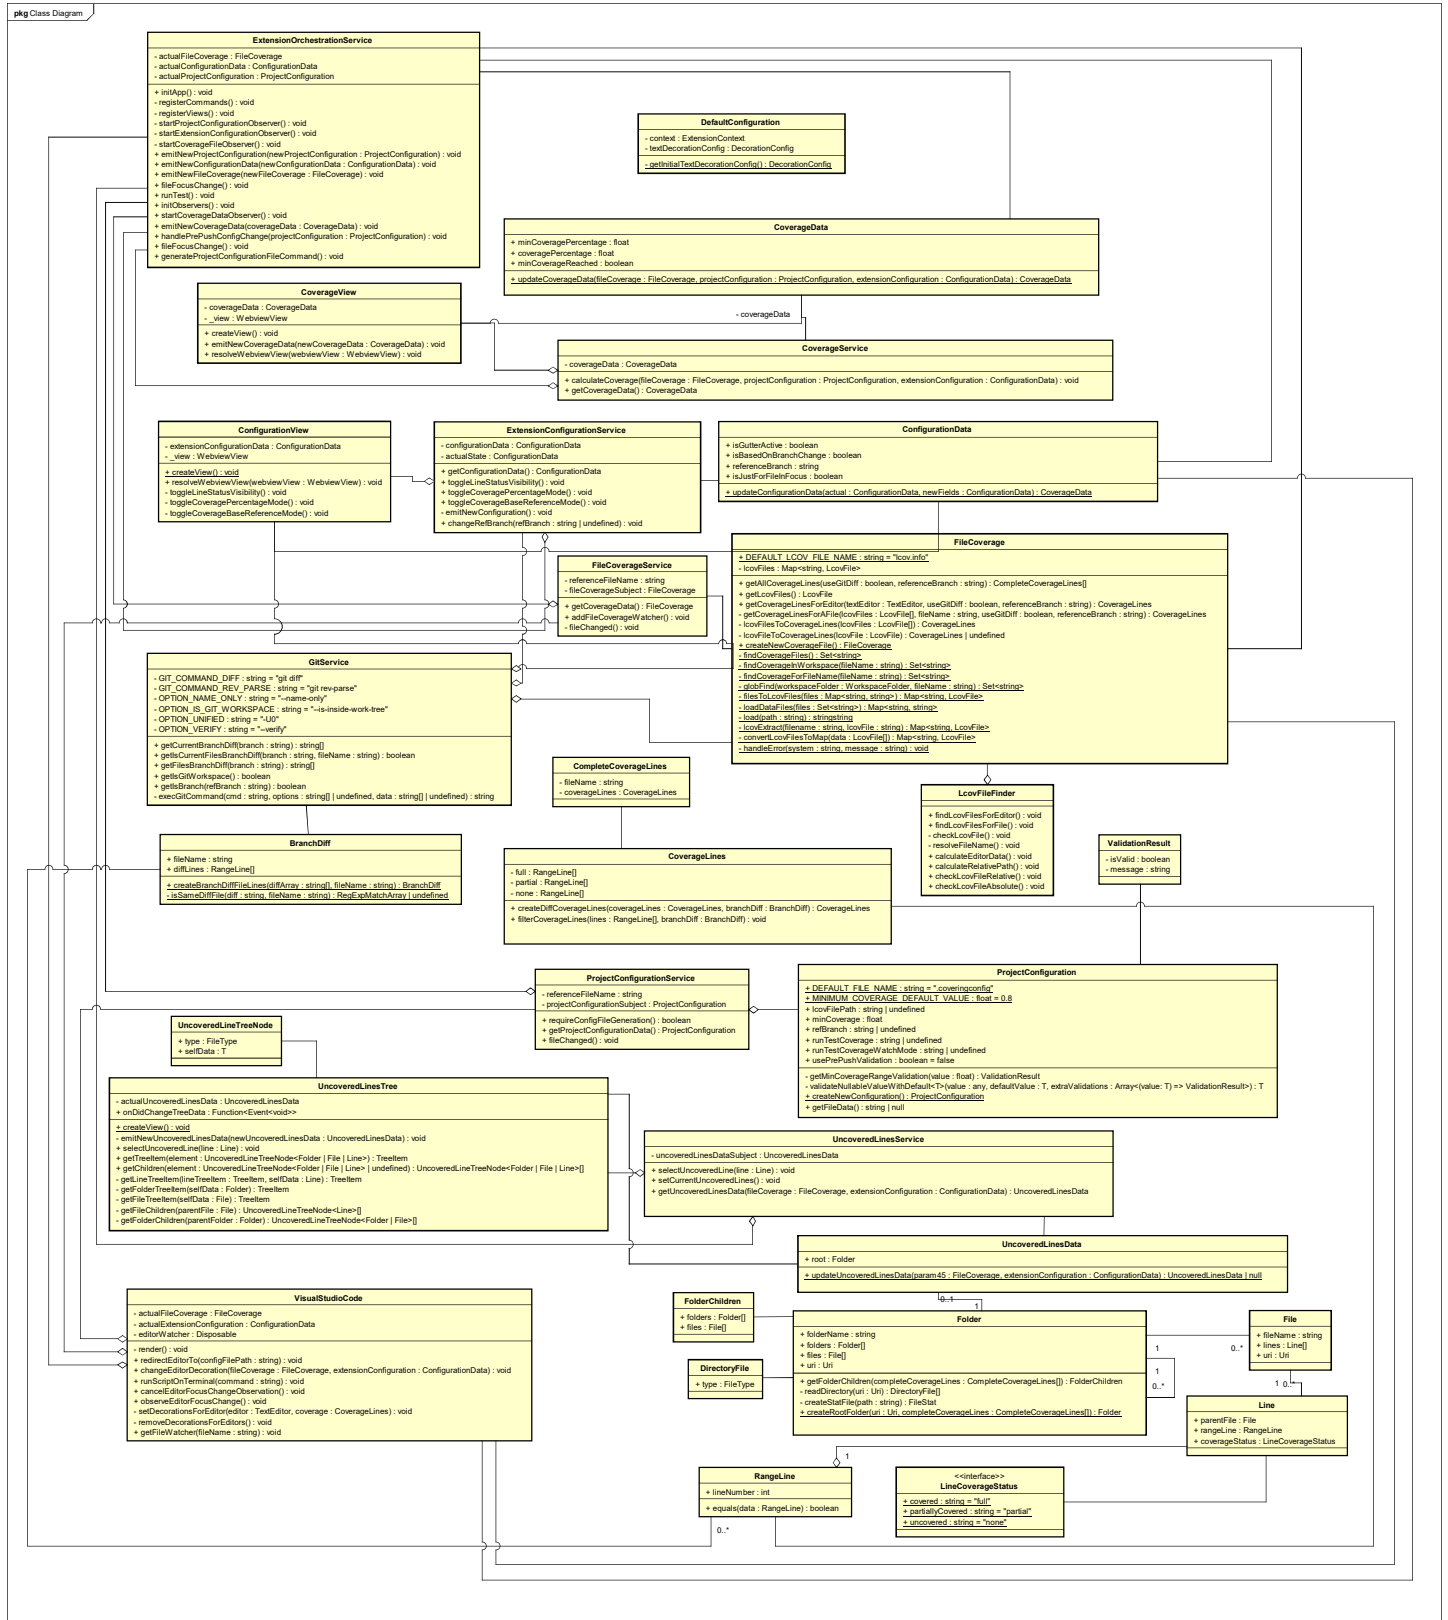 pkg Class Diagram
ExtensionOrchestrationService
- actualFileCoverage : FileCoverage
- actualConfigurationData : ConfigurationData
- actualProjectConfiguration : ProjectConfiguration
+ initApp() : void
- registerCommands() : void
- registerViews() : void
- startProjectConfigurationObserver() : void
- startExtensionConfigurationObserver() : void
- startCoverageFileObserver() : void
+ emitNewProjectConfiguration(newProjectConfiguration : ProjectConfiguration) : void
+ emitNewConfigurationData(newConfigurationData : ConfigurationData) : void
+ emitNewFileCoverage(newFileCoverage : FileCoverage) : void
+ fileFocusChange() : void
+ runTest() : void
+ initObservers() : void
+ startCoverageDataObserver() : void
+ emitNewCoverageData(coverageData : CoverageData) : void
+ handlePrePushConfigChange(projectConfiguration : ProjectConfiguration) : void
+ fileFocusChange() : void
+ generateProjectConfigurationFileCommand() : void
DefaultConfiguration
- context : ExtensionContext
- textDecorationConfig : DecorationConfig
- getInitialTextDecorationConfig() : DecorationConfig
CoverageData
+ minCoveragePercentage : float
+ coveragePercentage : float
+ minCoverageReached : boolean
+ updateCoverageData(fileCoverage : FileCoverage, projectConfiguration : ProjectConfiguration, extensionConfiguration : ConfigurationData) : CoverageData
CoverageView
- coverageData : CoverageData
- _view : WebviewView
+ createView() : void
+ emitNewCoverageData(newCoverageData : CoverageData) : void
+ resolveWebviewView(webviewView : WebviewView) : void
- coverageData
CoverageService
- coverageData : CoverageData
+ calculateCoverage(fileCoverage : FileCoverage, projectConfiguration : ProjectConfiguration, extensionConfiguration : ConfigurationData) : void
+ getCoverageData() : CoverageData
ConfigurationView
- extensionConfigurationData : ConfigurationData
- _view : WebviewView
+ createView() : void
+ resolveWebviewView(webviewView : WebviewView) : void
- toggleLineStatusVisibility() : void
- toggleCoveragePercentageMode() : void
- toggleCoverageBaseReferenceMode() : void
ExtensionConfigurationService
- configurationData : ConfigurationData
- actualState : ConfigurationData
+ getConfigurationData() : ConfigurationData
+ toggleLineStatusVisibility() : void
+ toggleCoveragePercentageMode() : void
+ toggleCoverageBaseReferenceMode() : void
- emitNewConfiguration() : void
+ changeRefBranch(refBranch : string | undefined) : void
ConfigurationData
+ isGutterActive : boolean
+ isBasedOnBranchChange : boolean
+ referenceBranch : string
+ isJustForFileInFocus : boolean
+ updateConfigurationData(actual : ConfigurationData, newFields : ConfigurationData) : CoverageData
FileCoverage
+ DEFAULT_LCOV_FILE_NAME : string = "lcov.info"
- lcovFiles : Map<string, LcovFile>
+ getAllCoverageLines(useGitDiff : boolean, referenceBranch : string) : CompleteCoverageLines[]
+ getLcovFiles() : LcovFile
+ getCoverageLinesForEditor(textEditor : TextEditor, useGitDiff : boolean, referenceBranch : string) : CoverageLines
- getCoverageLinesForAFile(lcovFiles : LcovFile[], fileName : string, useGitDiff : boolean, referenceBranch : string) : CoverageLines
- lcovFilesToCoverageLines(lcovFiles : LcovFile[]) : CoverageLines
- lcovFileToCoverageLines(lcovFile : LcovFile) : CoverageLines | undefined
+ createNewCoverageFile() : FileCoverage
- findCoverageFiles() : Set<string>
- findCoverageInWorkspace(fileName : string) : Set<string>
- findCoverageForFileName(fileName : string) : Set<string>
- globFind(workspaceFolder : WorkspaceFolder, fileName : string) : Set<string>
- filesToLcovFiles(files : Map<string, string>) : Map<string, LcovFile>
- loadDataFiles(files : Set<string>) : Map<string, string>
- load(path : string) : stringstring
- lcovExtract(filename : string, lcovFile : string) : Map<string, LcovFile>
- convertLcovFilesToMap(data : LcovFile[]) : Map<string, LcovFile>
- handleError(system : string, message : string) : void
FileCoverageService
- referenceFileName : string
- fileCoverageSubject : FileCoverage
+ getCoverageData() : FileCoverage
+ addFileCoverageWatcher() : void
- fileChanged() : void
GitService
- GIT_COMMAND_DIFF : string = "git diff"
- GIT_COMMAND_REV_PARSE : string = "git rev-parse"
- OPTION_NAME_ONLY : string = "--name-only"
- OPTION_IS_GIT_WORKSPACE : string = "--is-inside-work-tree"
- OPTION_UNIFIED : string = "-U0"
- OPTION_VERIFY : string = "--verify"
+ getCurrentBranchDiff(branch : string) : string[]
+ getIsCurrentFilesBranchDiff(branch : string, fileName : string) : boolean
+ getFilesBranchDiff(branch : string) : string[]
+ getIsGitWorkspace() : boolean
+ getIsBranch(refBranch : string) : boolean
- execGitCommand(cmd : string, options : string[] | undefined, data : string[] | undefined) : string
CompleteCoverageLines
- fileName : string
- coverageLines : CoverageLines
LcovFileFinder
+ findLcovFilesForEditor() : void
+ findLcovFilesForFile() : void
- checkLcovFile() : void
- resolveFileName() : void
+ calculateEditorData() : void
+ calculateRelativePath() : void
+ checkLcovFileRelative() : void
+ checkLcovFileAbsolute() : void
ValidationResult
- isValid : boolean
- message : string
BranchDiff
+ fileName : string
+ diffLines : RangeLine[]
+ createBranchDiffFileLines(diffArray : string[], fileName : string) : BranchDiff
- isSameDiffFile(diff : string, fileName : string) : RegExpMatchArray | undefined
CoverageLines
- full : RangeLine[]
- partial : RangeLine[]
- none : RangeLine[]
+ createDiffCoverageLines(coverageLines : CoverageLines, branchDiff : BranchDiff) : CoverageLines
+ filterCoverageLines(lines : RangeLine[], branchDiff : BranchDiff) : void
ProjectConfigurationService
- referenceFileName : string
- projectConfigurationSubject : ProjectConfiguration
+ requireConfigFileGeneration() : boolean
+ getProjectConfigurationData() : ProjectConfiguration
+ fileChanged() : void
ProjectConfiguration
+ DEFAULT_FILE_NAME : string = ".coveringconfig"
+ MINIMUM_COVERAGE_DEFAULT_VALUE : float = 0.8
+ lcovFilePath : string | undefined
+ minCoverage : float
+ refBranch : string | undefined
+ runTestCoverage : string | undefined
+ runTestCoverageWatchMode : string | undefined
+ usePrePushValidation : boolean = false
- getMinCoverageRangeValidation(value : float) : ValidationResult
- validateNullableValueWithDefault<T>(value : any, defaultValue : T, extraValidations : Array<(value: T) => ValidationResult>) : T
+ createNewConfiguration() : ProjectConfiguration
+ getFileData() : string | null
UncoveredLineTreeNode
+ type : FileType
+ selfData : T
UncoveredLinesTree
- actualUncoveredLinesData : UncoveredLinesData
+ onDidChangeTreeData : Function<Event<void>>
+ createView() : void
- emitNewUncoveredLinesData(newUncoveredLinesData : UncoveredLinesData) : void
+ selectUncoveredLine(line : Line) : void
+ getTreeItem(element : UncoveredLineTreeNode<Folder | File | Line>) : TreeItem
+ getChildren(element : UncoveredLineTreeNode<Folder | File | Line> | undefined) : UncoveredLineTreeNode<Folder | File | Line>[]
- getLineTreeItem(lineTreeItem : TreeItem, selfData : Line) : TreeItem
- getFolderTreeItem(selfData : Folder) : TreeItem
- getFileTreeItem(selfData : File) : TreeItem
- getFileChildren(parentFile : File) : UncoveredLineTreeNode<Line>[]
- getFolderChildren(parentFolder : Folder) : UncoveredLineTreeNode<Folder | File>[]
UncoveredLinesService
- uncoveredLinesDataSubject : UncoveredLinesData
+ selectUncoveredLine(line : Line) : void
+ setCurrentUncoveredLines() : void
+ getUncoveredLinesData(fileCoverage : FileCoverage, extensionConfiguration : ConfigurationData) : UncoveredLinesData
UncoveredLinesData
+ root : Folder
+ updateUncoveredLinesData(param45 : FileCoverage, extensionConfiguration : ConfigurationData) : UncoveredLinesData | null
VisualStudioCode
- actualFileCoverage : FileCoverage
- actualExtensionConfiguration : ConfigurationData
- editorWatcher : Disposable
- render() : void
+ redirectEditorTo(configFilePath : string) : void
+ changeEditorDecoration(fileCoverage : FileCoverage, extensionConfiguration : ConfigurationData) : void
+ runScriptOnTerminal(command : string) : void
+ cancelEditorFocusChangeObservation() : void
+ observeEditorFocusChange() : void
- setDecorationsForEditor(editor : TextEditor, coverage : CoverageLines) : void
- removeDecorationsForEditors() : void
+ getFileWatcher(fileName : string) : void
0..1
1
FolderChildren
+ folders : Folder[]
+ files : File[]
DirectoryFile
+ type : FileType
Folder
+ folderName : string
+ folders : Folder[]
+ files : File[]
+ uri : Uri
+ getFolderChildren(completeCoverageLines : CompleteCoverageLines[]) : FolderChildren
- readDirectory(uri : Uri) : DirectoryFile[]
- createStatFile(path : string) : FileStat
+ createRootFolder(uri : Uri, completeCoverageLines : CompleteCoverageLines[]) : Folder
1
0..*
1
0..*
File
+ fileName : string
+ lines : Line[]
+ uri : Uri
1
0..*
Line
+ parentFile : File
+ rangeLine : RangeLine
+ coverageStatus : LineCoverageStatus
1
RangeLine
+ lineNumber : int
+ equals(data : RangeLine) : boolean
0..*
<<interface>>
LineCoverageStatus
+ covered : string = "full"
+ partiallyCovered : string = "partial"
+ uncovered : string = "none"